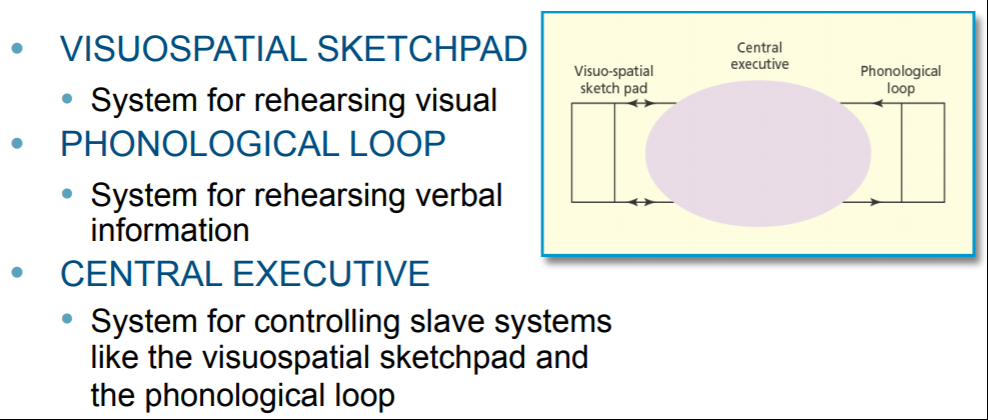 • VISUOSPATIAL SKETCHPAD
• System for rehearsing visual
• PHONOLOGICAL LOOP
• System for rehearsing verbal
information
• CENTRAL EXECUTIVE
• System for controlling slave systems
like the visuospatial sketchpad and
the phonological loop
Central
executive
Visuo-spatial
sketch pad
Phonological
loop